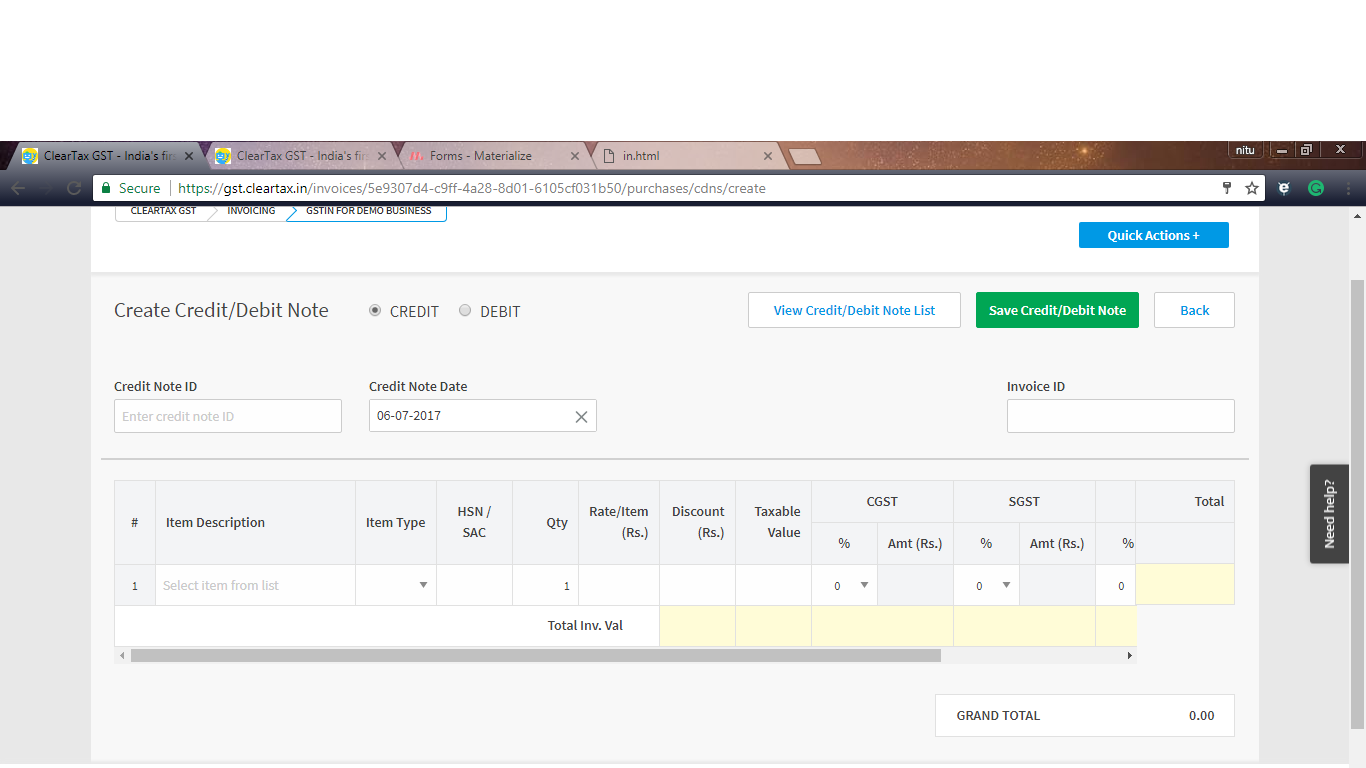 ClearTax GST - India's firs
ClearTax GST - India's firs
Forms - Materialize
in.html
nitu
Secure
https://gst.cleartax.in/invoices/5e9307d4-c9ff-4a28-8d01-6105cf031b50/purchases/cdns/create
CLEARTAX GST
INVOICING
GSTIN FOR DEMO BUSINESS
Quick Actions +
Create Credit/Debit Note
CREDIT
DEBIT
View Credit/Debit Note List
Save Credit/Debit Note
Back
Credit Note ID
Credit Note Date
Invoice ID
Enter credit note ID
06-07-2017
Need help?
#
Item Description
Item Type
HSN /
SAC
Qty
Rate/Item
(Rs.)
Discount
(Rs.)
Taxable
Value
CGST
SGST
Total
%
Amt (Rs.)
%
Amt (Rs.)
%
1
Select item from list
1
0
0
0
Total Inv. Val
GRAND TOTAL
0.00